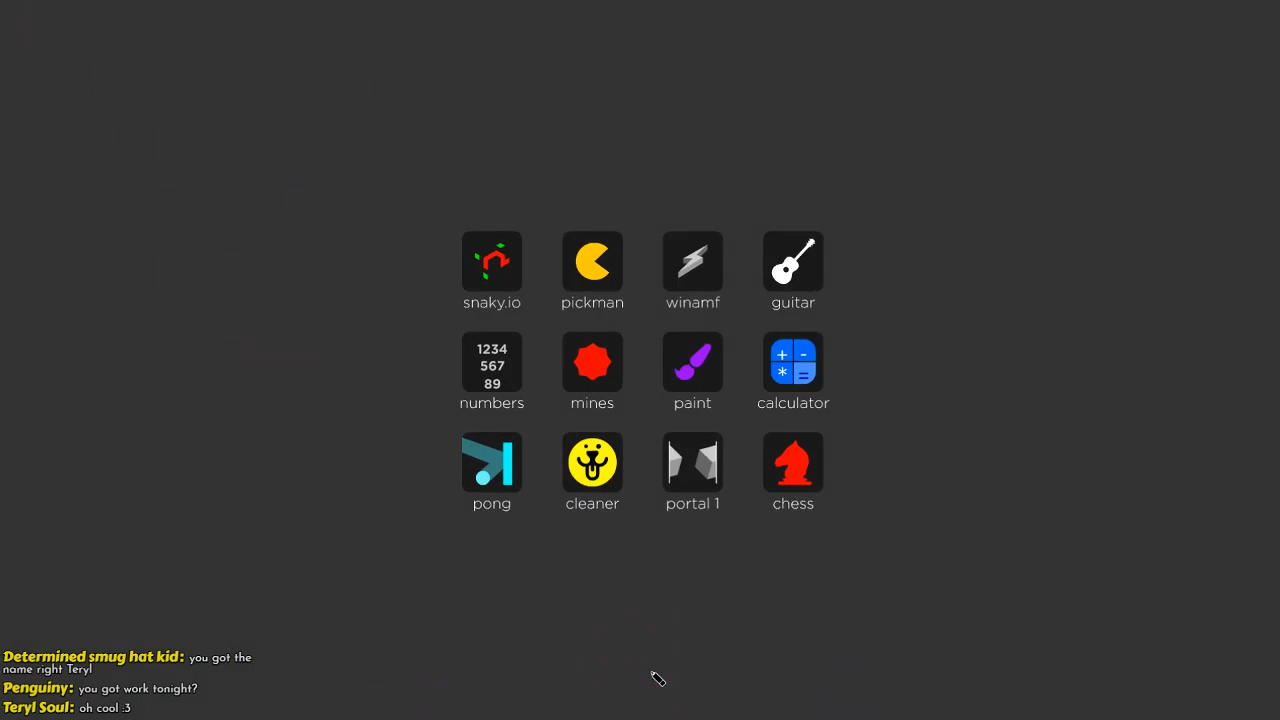 snaky.io pickman winamf guitar
1234
567
89
+ -
* =
numbers mines paint calculator
pong cleaner portal 1 chess
Determined smug hat kid: you got the
name right Teryl
Penguiny: you got work tonight?
Teryl Soul: oh cool :3